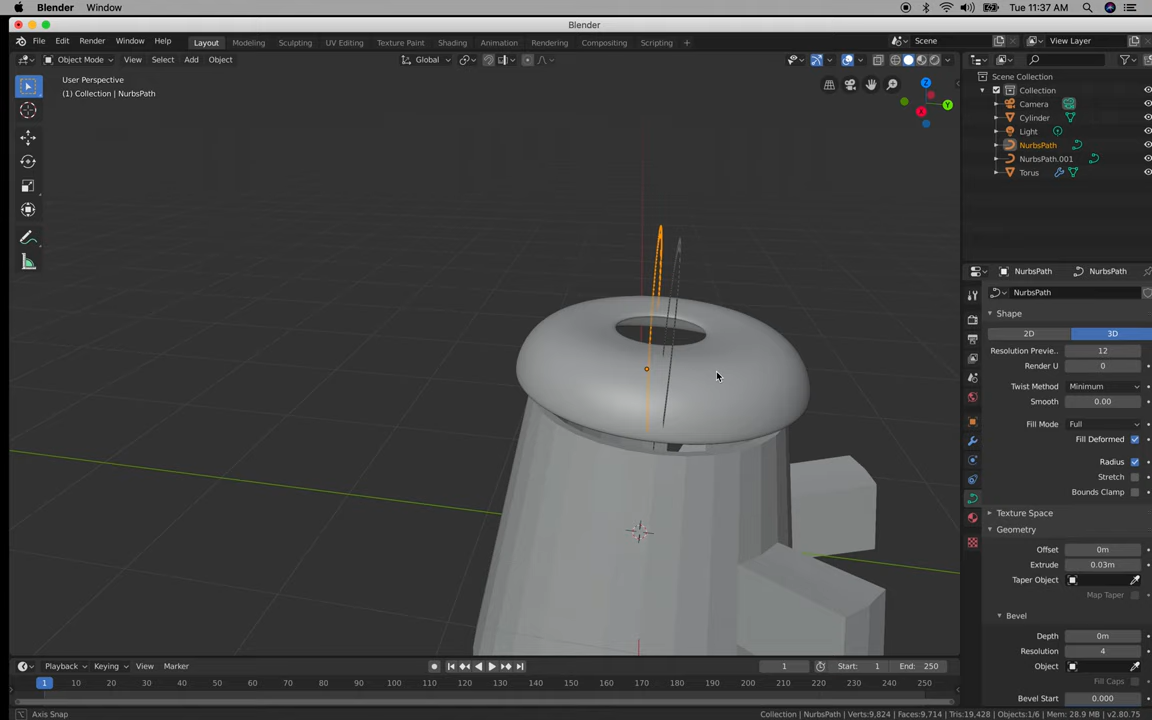 Blender Window Tue 11:37 AM
Blender
File Edit Render Window Help Layout Modeling Sculpting UV Editing Texture Paint Shading Animation Rendering Compositing Scripting + Scene View Layer
Object Mode View Select Add Object Global
User Perspective
(1) Collection | NurbsPath
Z
Y
X
Scene Collection
Collection
Camera
Cylinder
Light
NurbsPath
NurbsPath.001
Torus
NurbsPath NurbsPath
NurbsPath
Shape
2D 3D
Resolution Previe.. 12
Render U 0
Twist Method Minimum
Smooth 0.00
Fill Mode Full
Fill Deformed
Radius
Stretch
Bounds Clamp
Texture Space
Geometry
Offset 0m
Extrude 0.03m
Taper Object
Map Taper
Bevel
Depth 0m
Resolution 4
Object
Fill Caps
Bevel Start 0.000
Playback Keying View Marker 1 Start: 1 End: 250
1 10 20 30 40 50 60 70 80 90 100 110 120 130 140 150 160 170 180 190 200 210 220 230 240 250
Axis Snap Collection | NurbsPath | Verts:9,824 | Faces:9,714 | Tris:19,428 | Objects:1/6 | Mem: 28.9 MB | v2.80.75